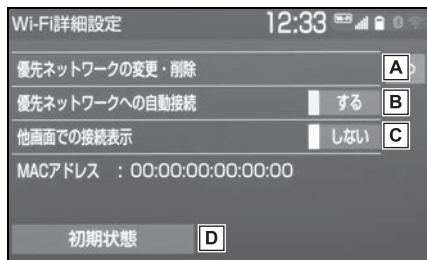 Wi-Fi詳細設定 12:33
優先ネットワークの変更・削除 A
優先ネットワークへの自動接続 する B
他画面での接続表示 しない C
MACアドレス : 00:00:00:00:00:00
初期状態 D